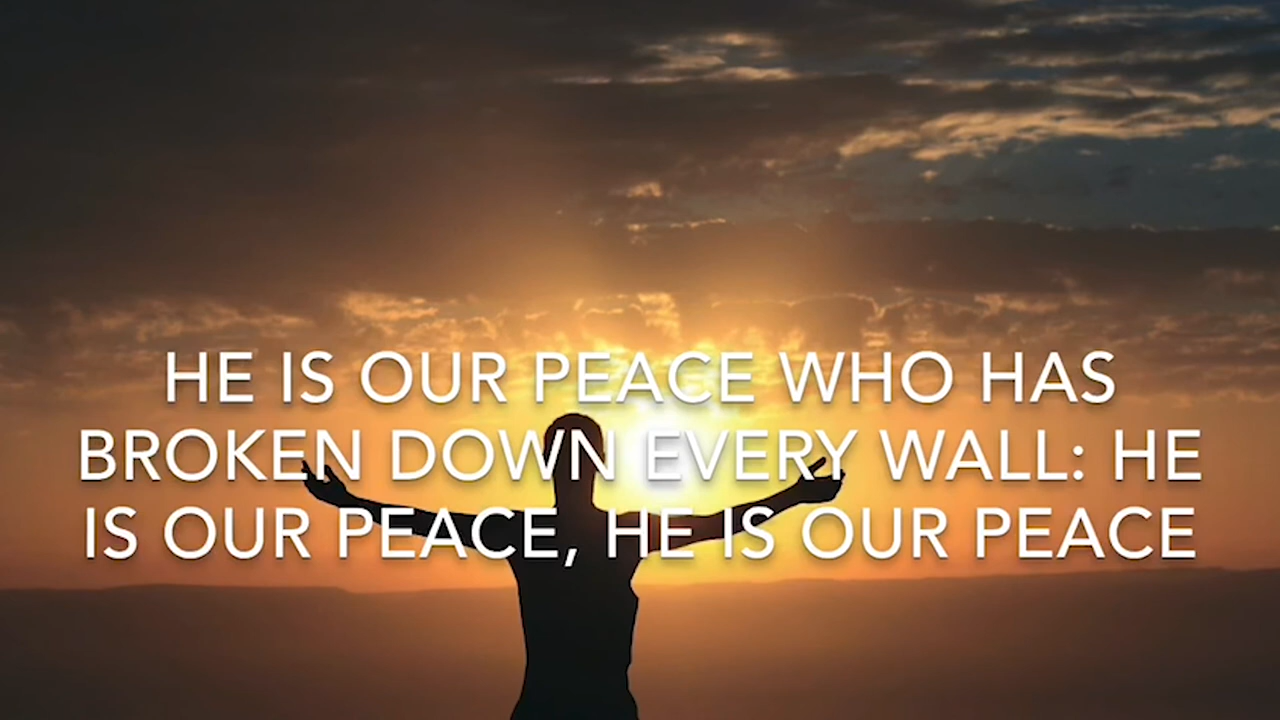 HE IS OUR PEACE WHO HAS
BROKEN DOWN EVERY WALL: HE
IS OUR PEACE, HE IS OUR PEACE